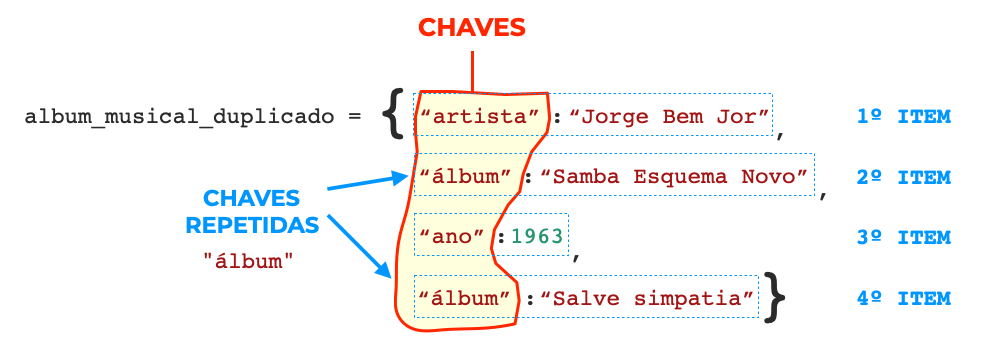 CHAVES
album_musical_duplicado = { “artista” : “Jorge Bem Jor” , 1º ITEM
“álbum” : “Samba Esquema Novo” , 2º ITEM
CHAVES
REPETIDAS
"álbum"
“ano” : 1963 , 3º ITEM
“álbum” : “Salve simpatia” } 4º ITEM